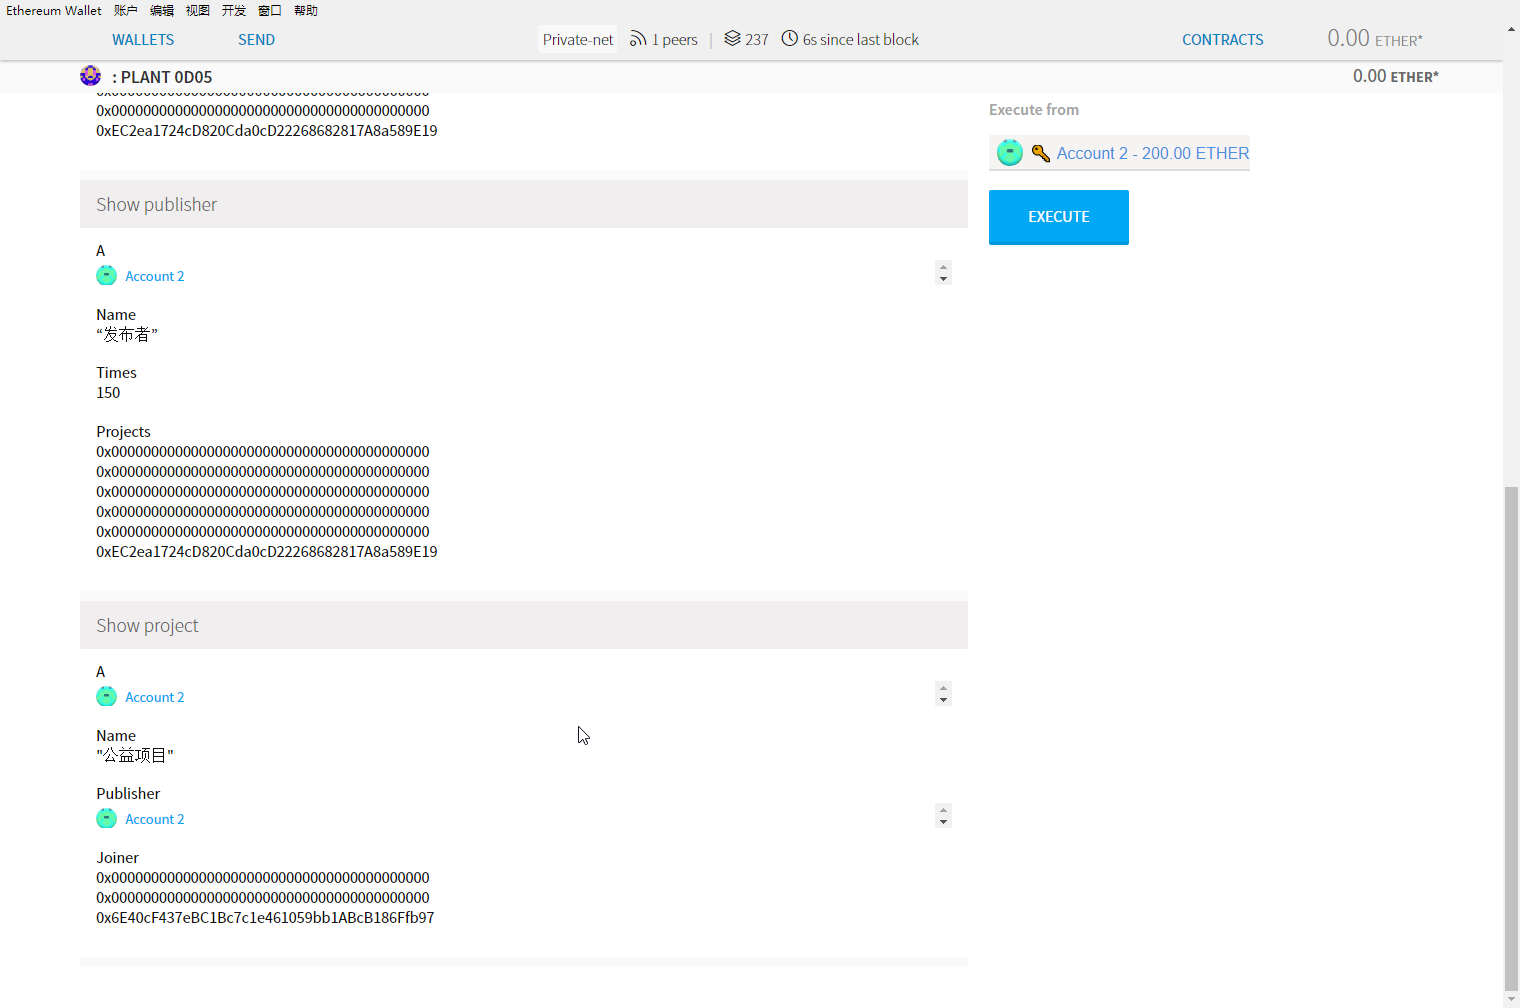 Ethereum Wallet 账户 编辑 视图 开发 窗口 帮助
WALLETS SEND Private-net 1 peers | 237 6s since last block CONTRACTS 0.00 ETHER*
: PLANT 0D05 0.00 ETHER*
0x0000000000000000000000000000000000000000
0x0000000000000000000000000000000000000000
0xEC2ea1724cD820Cda0cD22268682817A8a589E19
Execute from
Account 2 - 200.00 ETHER
EXECUTE
Show publisher
A
Account 2
Name
“发布者”
Times
150
Projects
0x0000000000000000000000000000000000000000
0x0000000000000000000000000000000000000000
0x0000000000000000000000000000000000000000
0x0000000000000000000000000000000000000000
0x0000000000000000000000000000000000000000
0xEC2ea1724cD820Cda0cD22268682817A8a589E19
Show project
A
Account 2
Name
"公益项目"
Publisher
Account 2
Joiner
0x0000000000000000000000000000000000000000
0x0000000000000000000000000000000000000000
0x6E40cF437eBC1Bc7c1e461059bb1ABcB186Ffb97